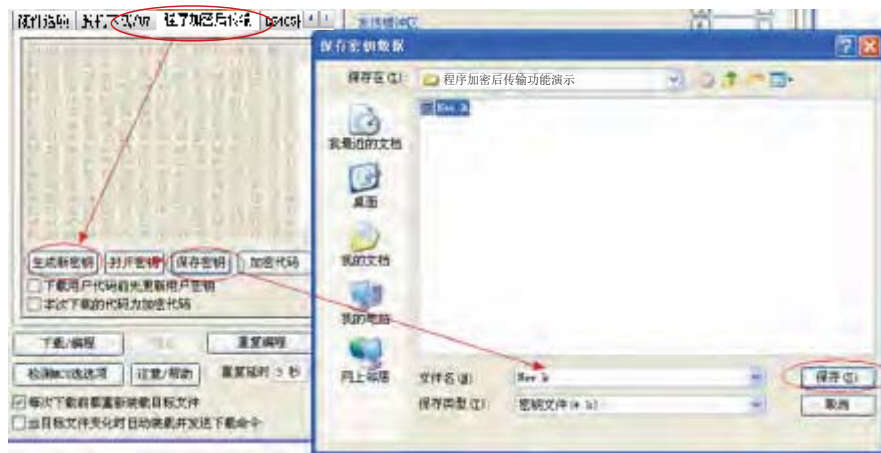 程序加密后传输
保存密钥数据
保存在(I): 程序加密后传输功能演示
我最近的文档
桌面
我的文档
我的电脑
网上邻居
生成新密钥 打开密钥 保存密钥 加密代码
下载用户代码前先更新用户密钥
本次下载的代码为加密代码
下载/编程 重复编程
检测MCU选选项 注意/帮助 重复延时 3 秒
每次下载前都重新装载目标文件
当目标文件变化时自动装载并发送下载命令
文件名(N): New 保存(S)
保存类型(T): 密钥文件(*.k) 取消